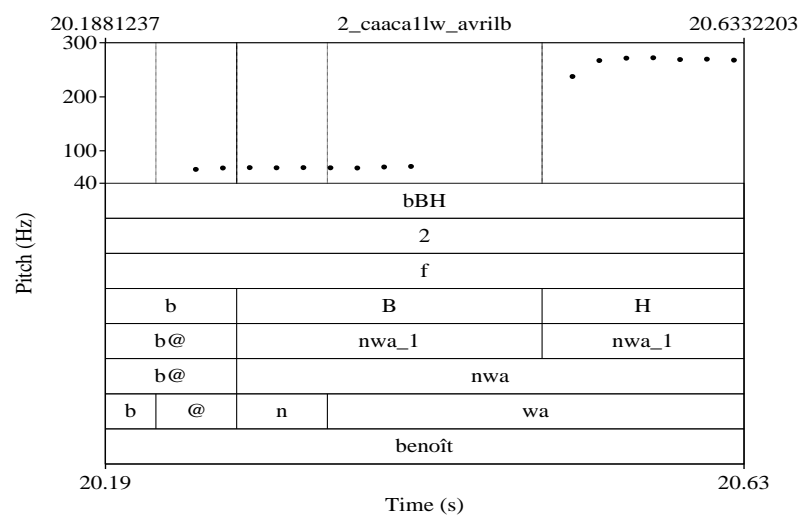 20.1881237 2_caaca1lw_avrilb 20.6332203
300
200
100
40
Pitch (Hz)
bBH
2
f
b B H
b@ nwa_1 nwa_1
b@ nwa
b @ n wa
benoît
20.19 20.63
Time (s)